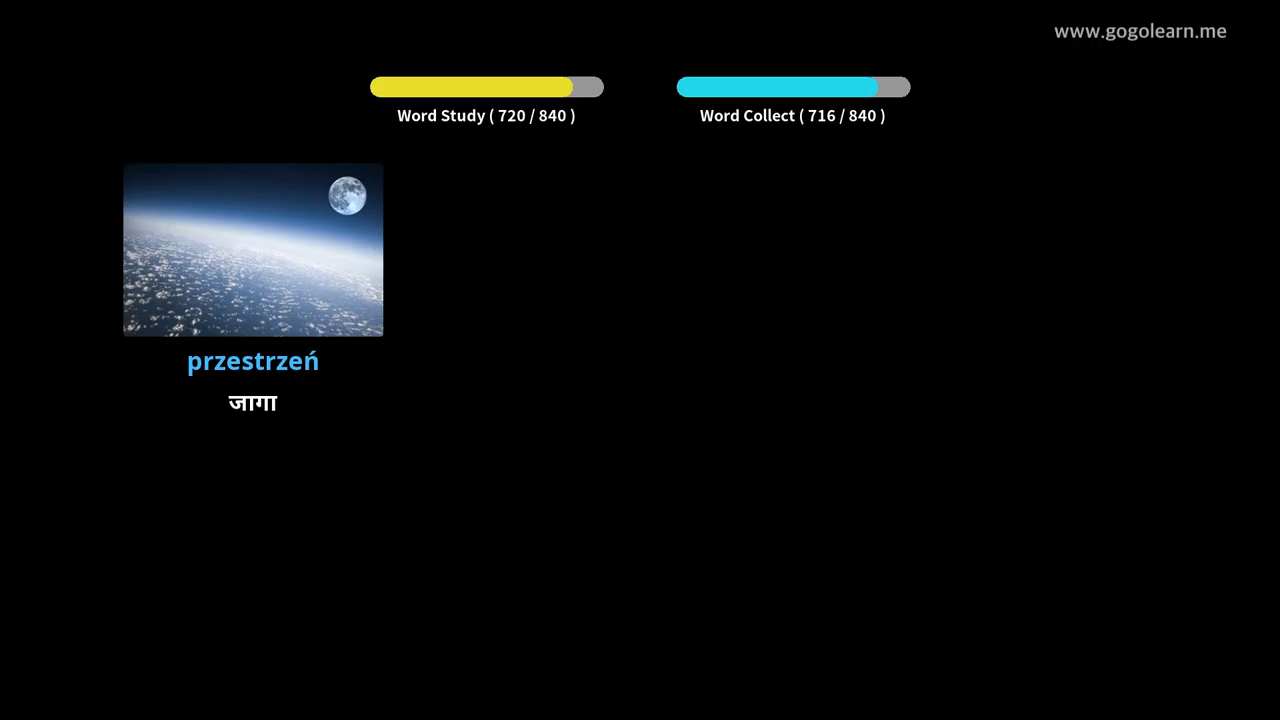 www.gogolearn.me
Word Study ( 720 / 840 )
Word Collect ( 716 / 840 )
przestrzeń
जागा